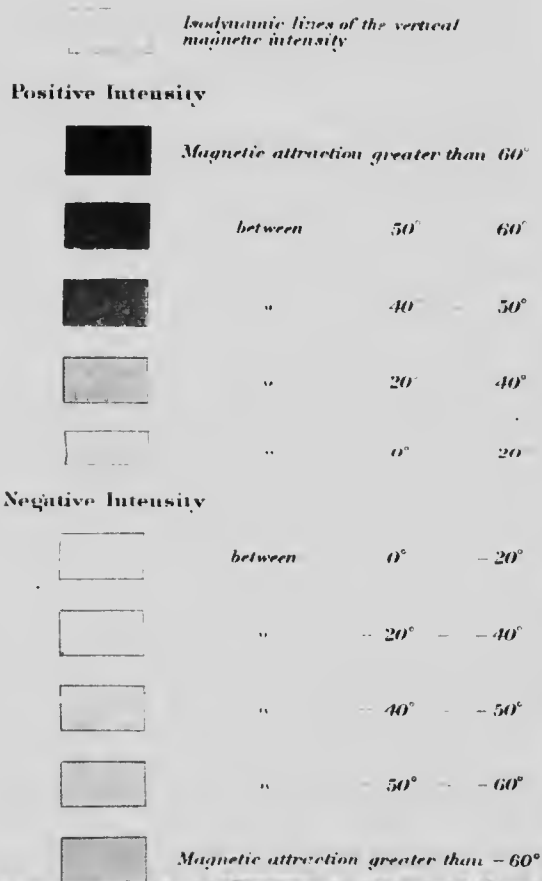 Isodynamic lines of the vertical
magnetic intensity
Positive Intensity
Magnetic attraction greater than 60°
between 50° 60°
" 40° - 50°
" 20° 40°
" 0° 20
Negative Intensity
between 0° - 20°
" - 20° - - 40°
" - 40° - - 50°
" - 50° - - 60°
Magnetic attraction greater than - 60°